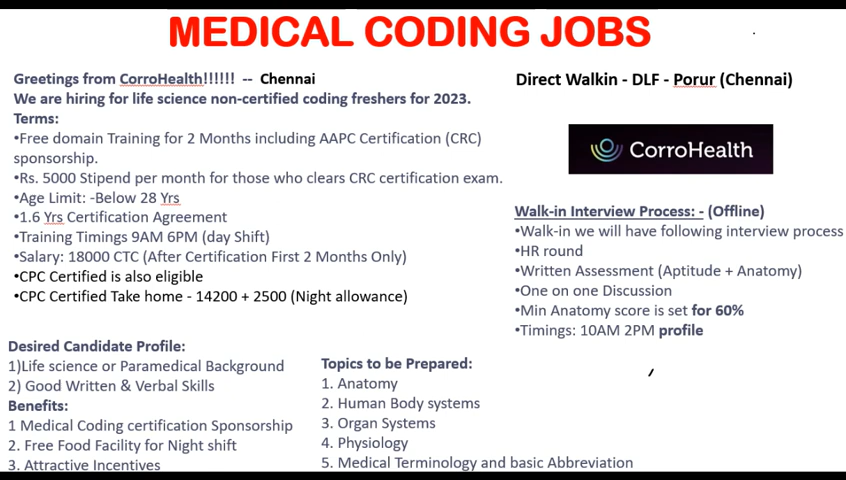 MEDICAL CODING JOBS
Greetings from CorroHealth!!!!!! -- Chennai
We are hiring for life science non-certified coding freshers for 2023.
Terms:
•Free domain Training for 2 Months including AAPC Certification (CRC)
sponsorship.
•Rs. 5000 Stipend per month for those who clears CRC certification exam.
•Age Limit: -Below 28 Yrs
•1.6 Yrs Certification Agreement
•Training Timings 9AM 6PM (day Shift)
•Salary: 18000 CTC (After Certification First 2 Months Only)
•CPC Certified is also eligible
•CPC Certified Take home - 14200 + 2500 (Night allowance)
Direct Walkin - DLF - Porur (Chennai)
CorroHealth
Walk-in Interview Process: - (Offline)
•Walk-in we will have following interview process
•HR round
•Written Assessment (Aptitude + Anatomy)
•One on one Discussion
•Min Anatomy score is set for 60%
•Timings: 10AM 2PM profile
Desired Candidate Profile:
1)Life science or Paramedical Background
2) Good Written & Verbal Skills
Benefits:
1 Medical Coding certification Sponsorship
2. Free Food Facility for Night shift
3. Attractive Incentives
Topics to be Prepared:
1. Anatomy
2. Human Body systems
3. Organ Systems
4. Physiology
5. Medical Terminology and basic Abbreviation